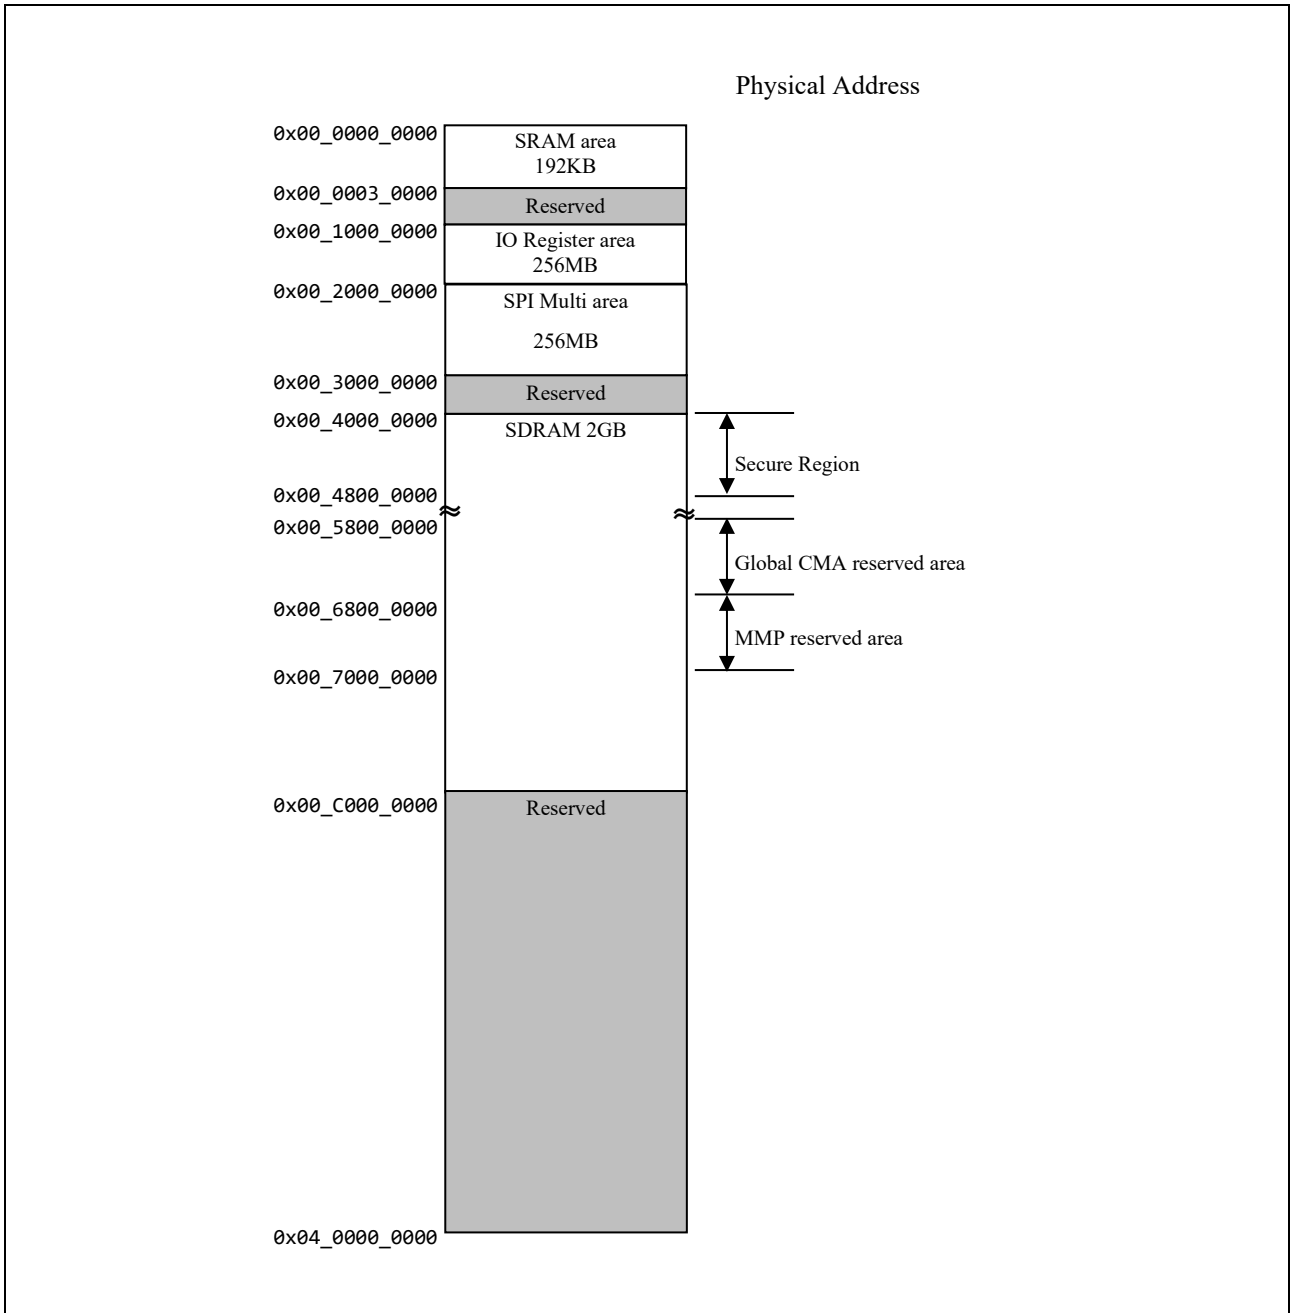 Physical Address
0x00_0000_0000
SRAM area
192KB
0x00_0003_0000
Reserved
0x00_1000_0000
IO Register area
256MB
0x00_2000_0000
SPI Multi area
256MB
0x00_3000_0000
Reserved
0x00_4000_0000
SDRAM 2GB
Secure Region
0x00_4800_0000
0x00_5800_0000
Global CMA reserved area
0x00_6800_0000
MMP reserved area
0x00_7000_0000
0x00_C000_0000
Reserved
0x04_0000_0000